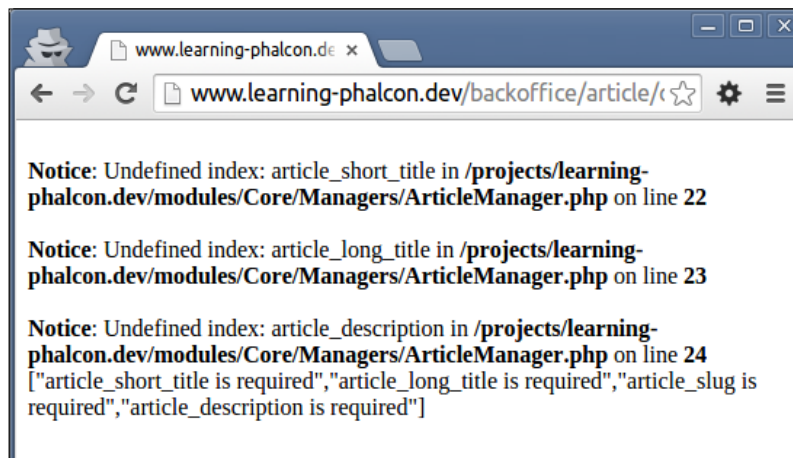 www.learning-phalcon.de
www.learning-phalcon.dev/backoffice/article/
Notice: Undefined index: article_short_title in /projects/learning-
phalcon.dev/modules/Core/Managers/ArticleManager.php on line 22
Notice: Undefined index: article_long_title in /projects/learning-
phalcon.dev/modules/Core/Managers/ArticleManager.php on line 23
Notice: Undefined index: article_description in /projects/learning-
phalcon.dev/modules/Core/Managers/ArticleManager.php on line 24
["article_short_title is required","article_long_title is required","article_slug is
required","article_description is required"]